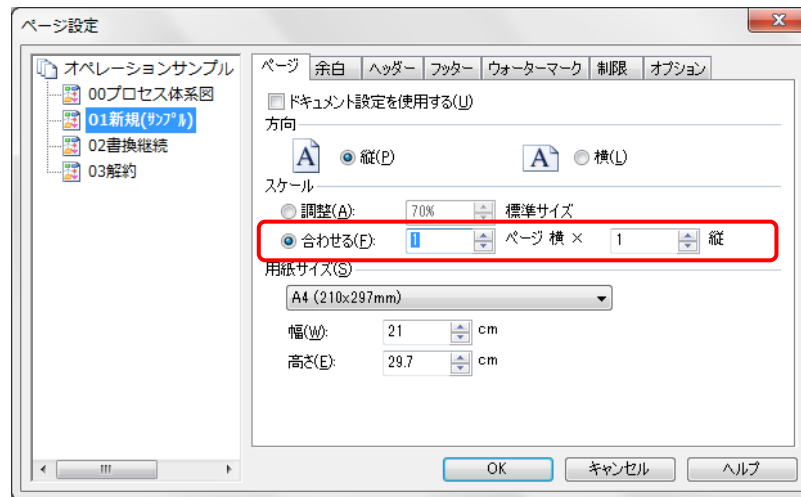 ページ設定
オペレーションサンプル
00プロセス体系図
01新規(ｻﾝﾌﾟﾙ)
02書換継続
03解約
ページ 余白 ヘッダー フッター ウォーターマーク 制限 オプション
ドキュメント設定を使用する(U)
方向
A 縦(P) A 横(L)
スケール
調整(A): 70% 標準サイズ
合わせる(F): 1 ページ 横 × 1 縦
用紙サイズ(S)
A4 (210x297mm)
幅(W): 21 cm
高さ(E): 29.7 cm
OK キャンセル ヘルプ